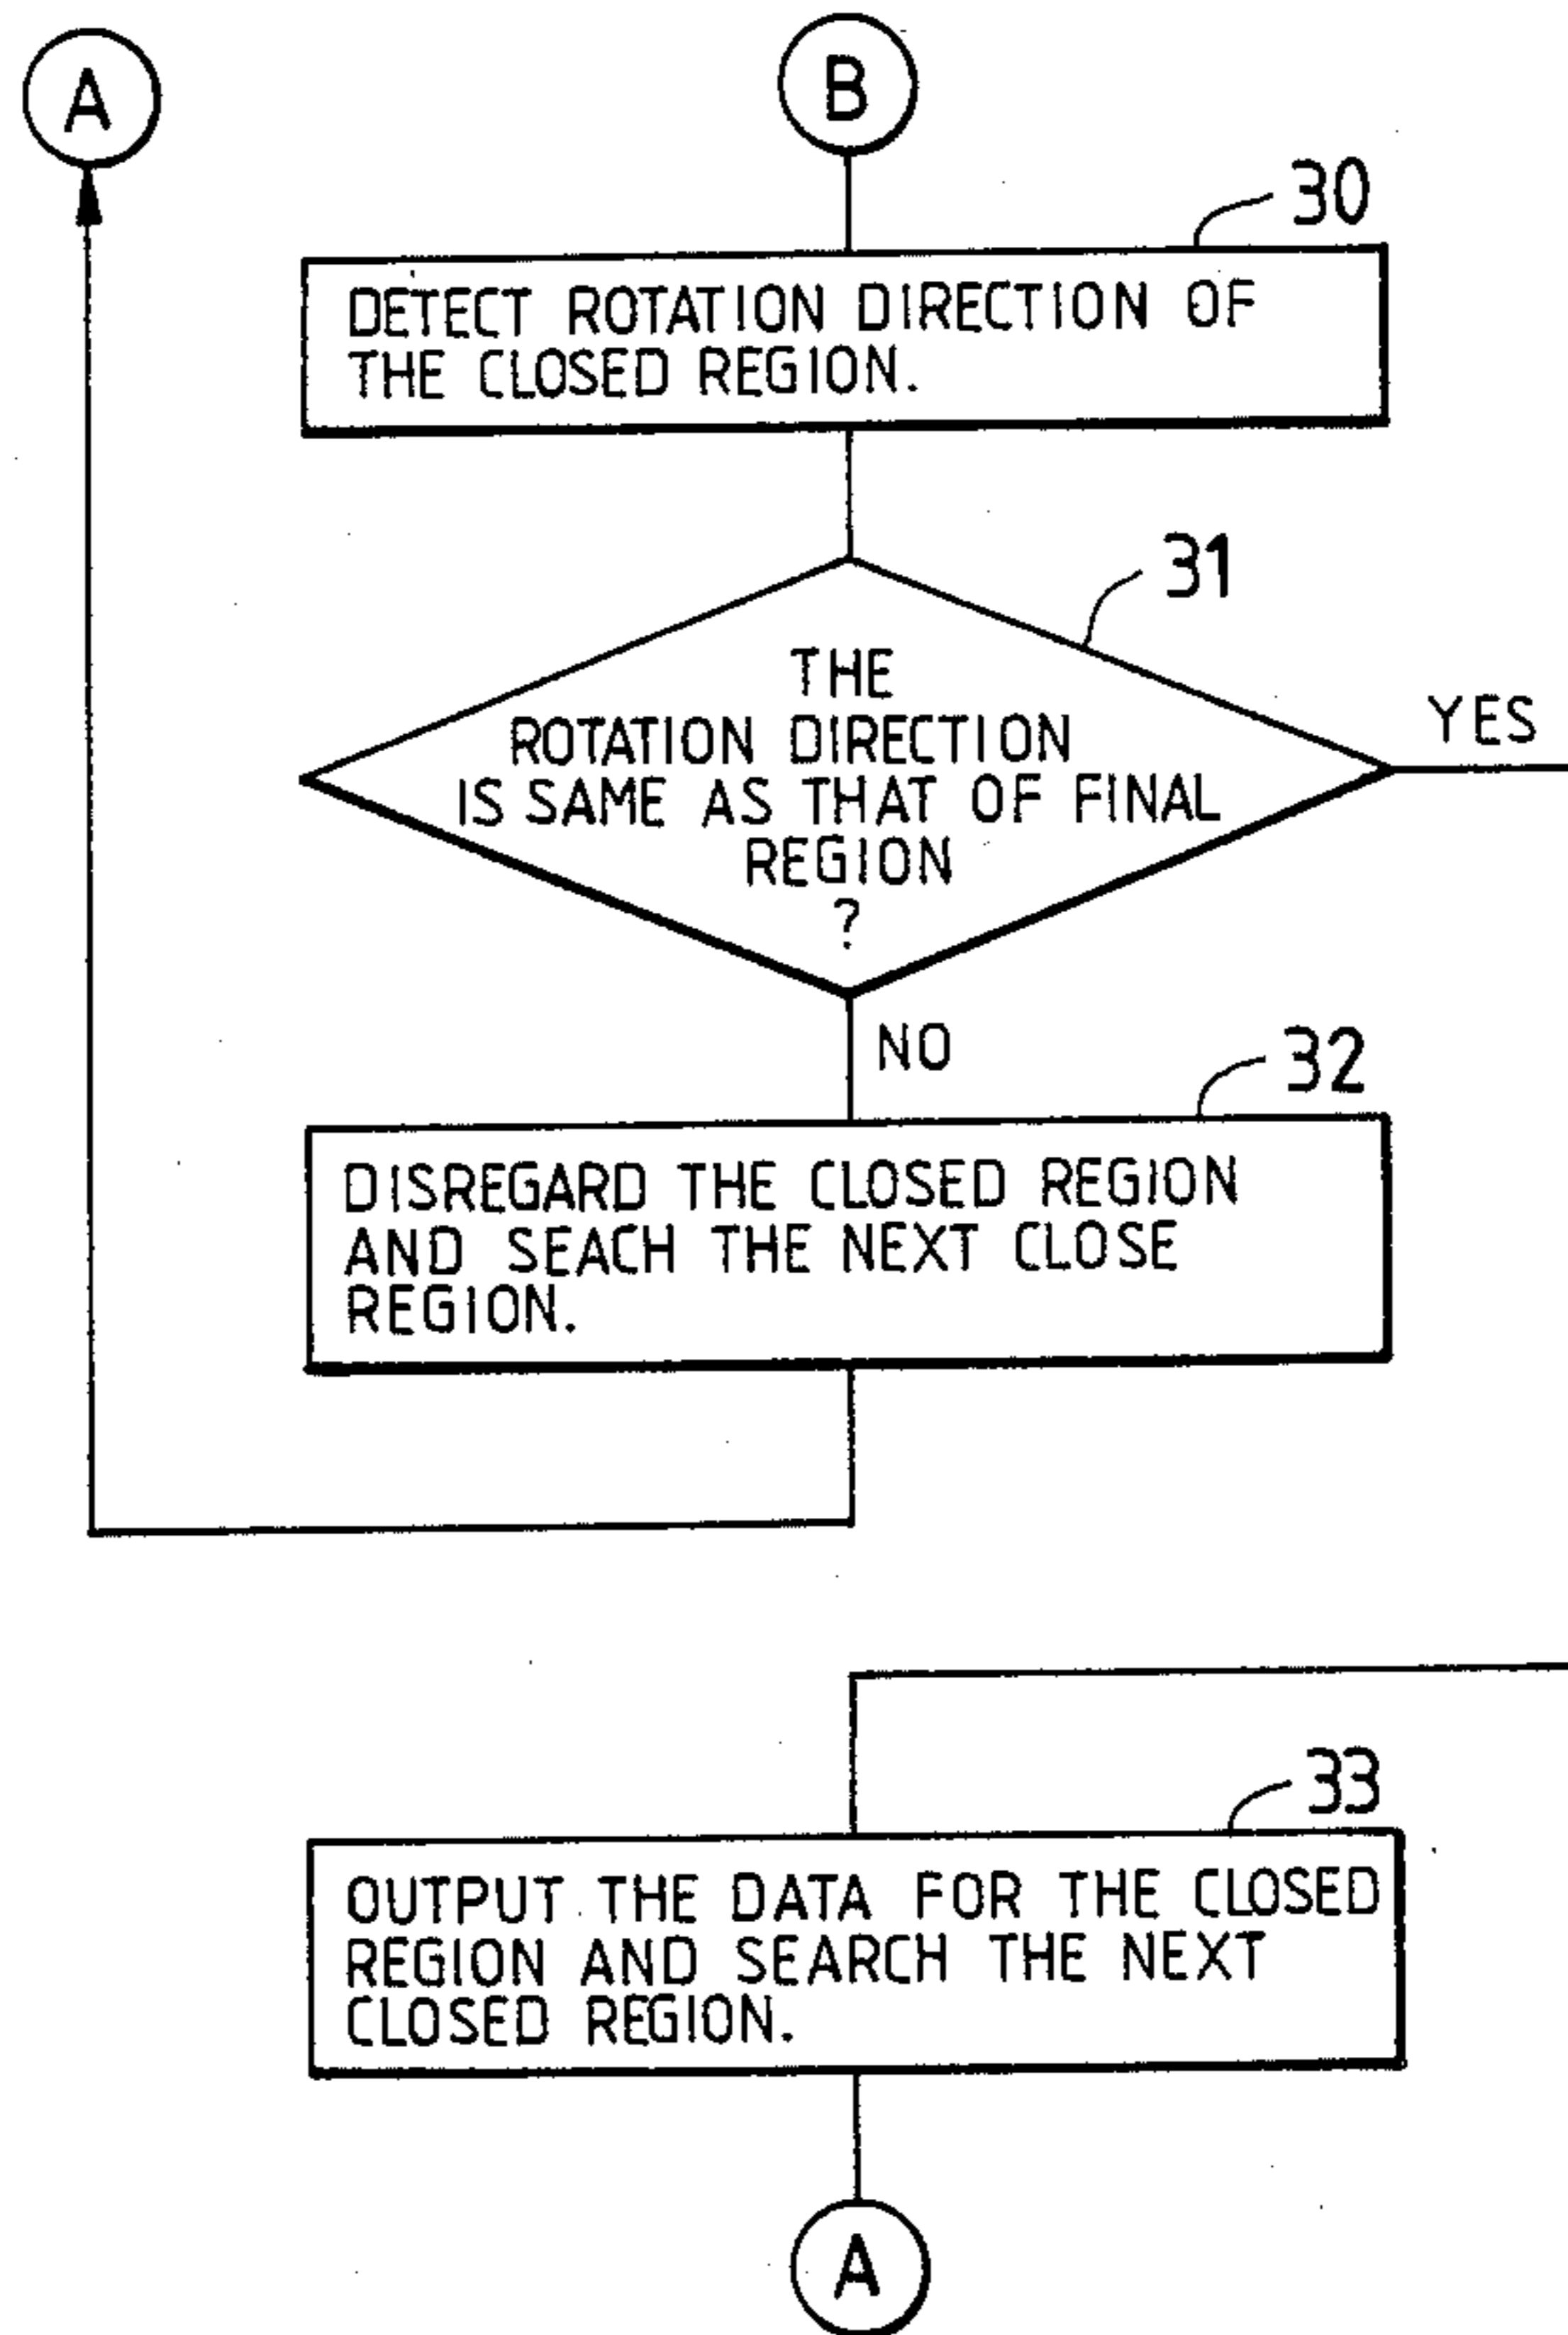 A
B
30
DETECT ROTATION DIRECTION OF
THE CLOSED REGION.
31
THE
ROTATION DIRECTION
IS SAME AS THAT OF FINAL
REGION
?
YES
NO
32
DISREGARD THE CLOSED REGION
AND SEACH THE NEXT CLOSE
REGION.
33
OUTPUT THE DATA FOR THE CLOSED
REGION AND SEARCH THE NEXT
CLOSED REGION.
A